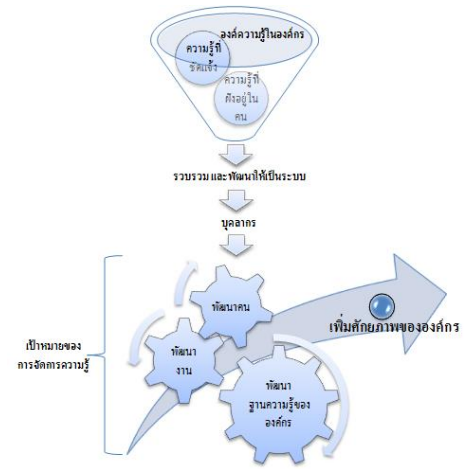 องค์ความรู้ในองค์กร
ความรู้ที่
ชัดแจ้ง
ความรู้ที่
ฝังอยู่ใน
คน
รวบรวม และพัฒนาให้เป็นระบบ
บุคลากร
พัฒนาคน
พัฒนา
งาน
พัฒนา
ฐานความรู้ของ
องค์กร
เพิ่มศักยภาพขององค์กร
เป้าหมายของ
การจัดการความรู้